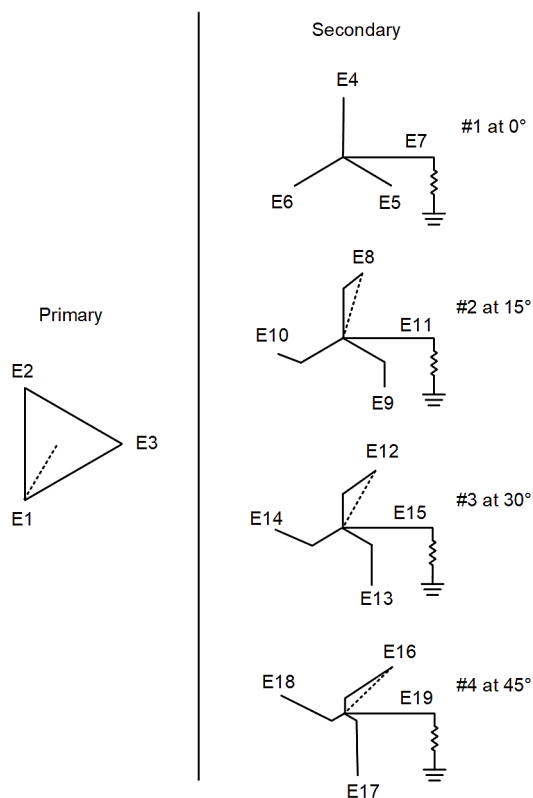 Secondary
E4
#1 at 0°
E7
E6
E5
E8
#2 at 15°
Primary
E11
E10
E2
E9
E3
E12
#3 at 30°
E15
E14
E1
E13
E16
#4 at 45°
E18
E19
E17